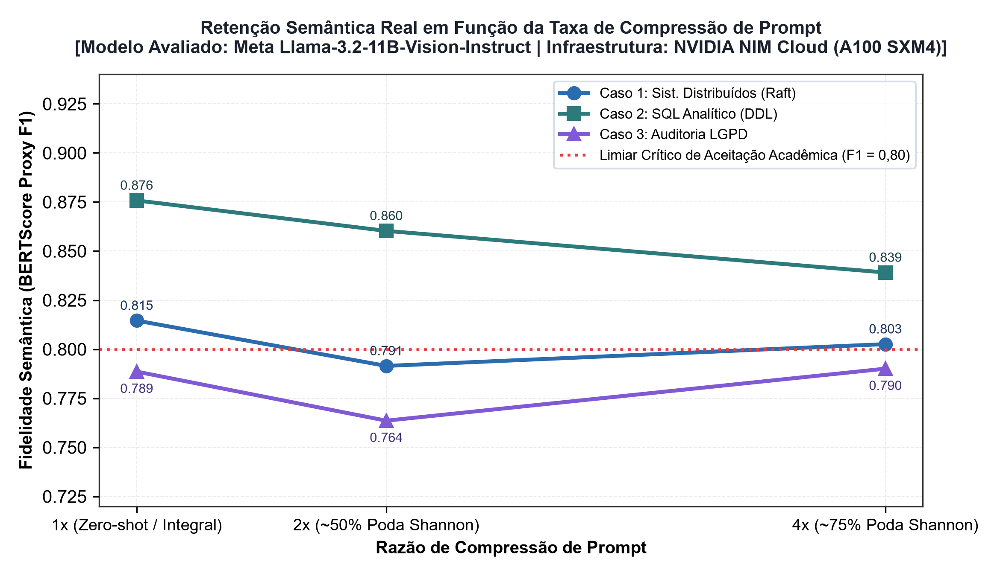 Retenção Semântica Real em Função da Taxa de Compressão de Prompt
[Modelo Avaliado: Meta Llama-3.2-11B-Vision-Instruct | Infraestrutura: NVIDIA NIM Cloud (A100 SXM4)]
Caso 1: Sist. Distribuídos (Raft)
Caso 2: SQL Analítico (DDL)
Caso 3: Auditoria LGPD
Limiar Crítico de Aceitação Acadêmica (F1 = 0,80)
Fidelidade Semântica (BERTScore Proxy F1)
0.925
0.900
0.875
0.850
0.825
0.800
0.775
0.750
0.725
0.876
0.860
0.839
0.815
0.791
0.803
0.789
0.764
0.790
1x (Zero-shot / Integral)
2x (~50% Poda Shannon)
4x (~75% Poda Shannon)
Razão de Compressão de Prompt